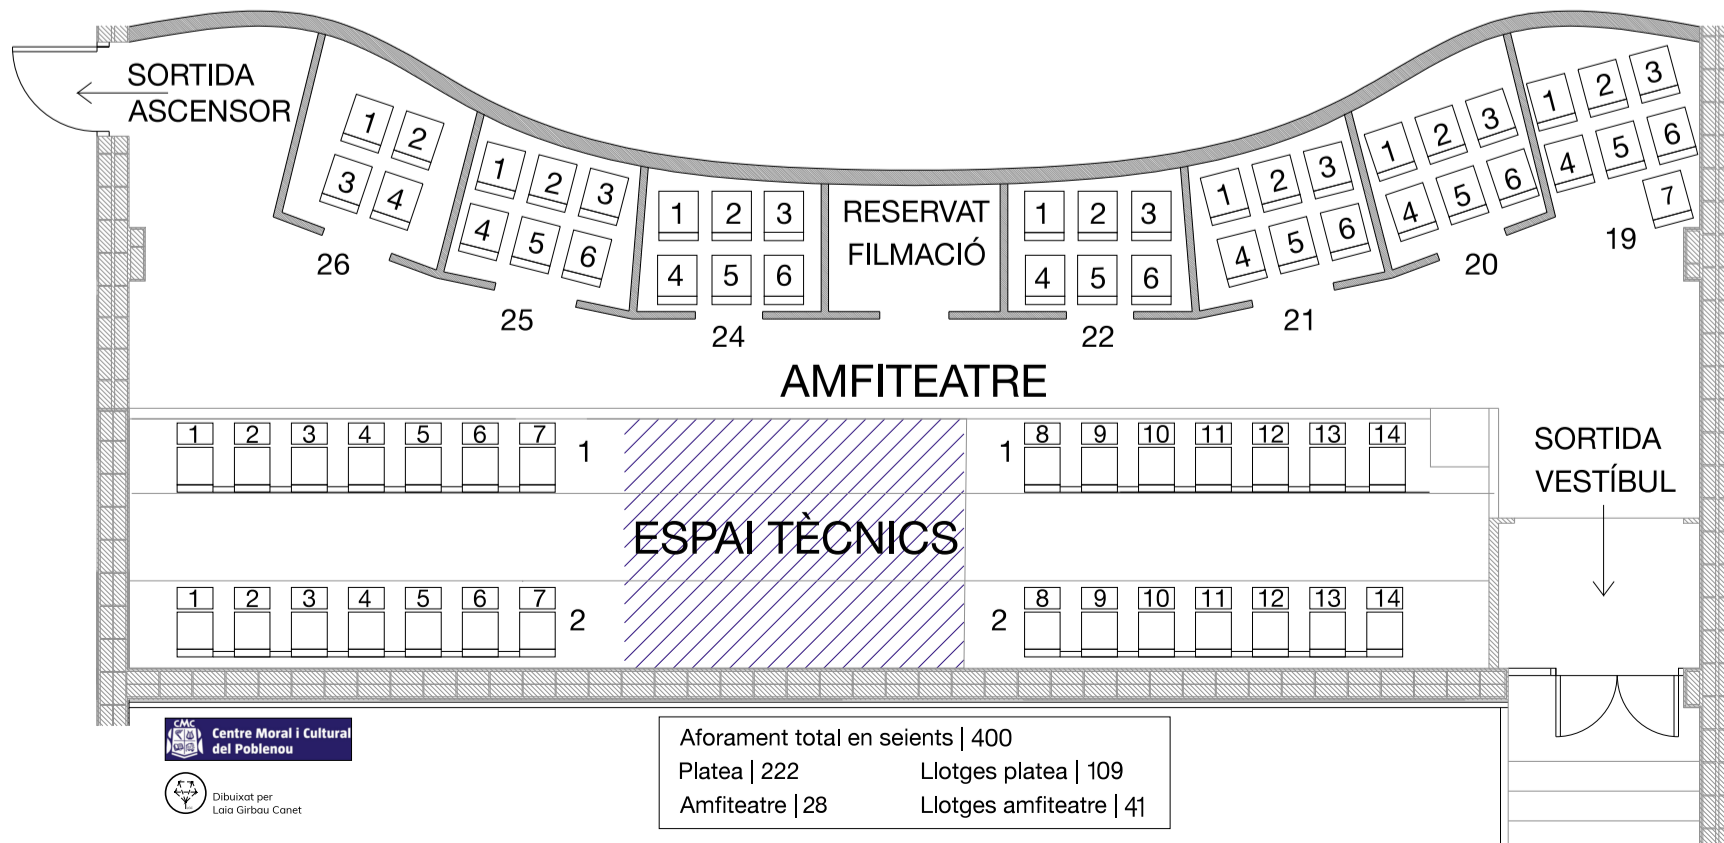 SORTIDA
ASCENSOR
1 2
3 4
26
1 2 3
4 5 6
25
1 2 3
4 5 6
24
RESERVAT
FILMACIÓ
1 2 3
4 5 6
22
1 2 3
4 5 6
21
1 2 3
4 5 6
20
1 2 3
4 5 6
7
19
AMFITEATRE
1 2 3 4 5 6 7 1
1 8 9 10 11 12 13 14
SORTIDA
VESTÍBUL
ESPAI TÈCNICS
1 2 3 4 5 6 7 2
2 8 9 10 11 12 13 14
CMC
Centre Moral i Cultural
del Poblenou
Dibuixat per
Laia Girbau Canet
Aforament total en seients | 400
Platea | 222 Llotges platea | 109
Amfiteatre | 28 Llotges amfiteatre | 41